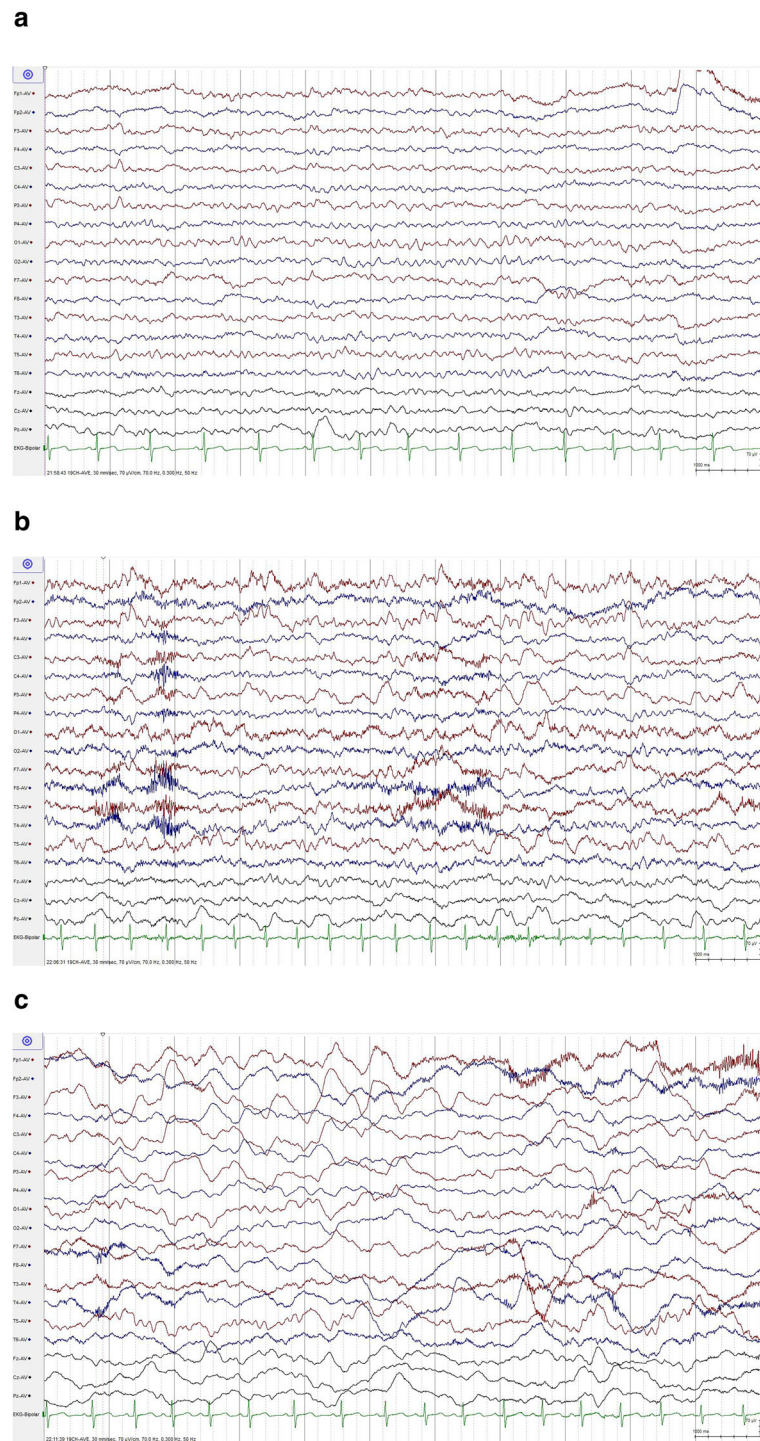 a
Fp1-AV
Fp2-AV
F3-AV
F4-AV
C3-AV
C4-AV
P3-AV
P4-AV
O1-AV
O2-AV
F7-AV
F8-AV
T3-AV
T4-AV
T5-AV
T6-AV
Fz-AV
Cz-AV
Pz-AV
EKG-Bipolar
70 µV
21:58:43 19CH-AVE, 30 mm/sec, 70 µV/cm, 70.0 Hz, 0.300 Hz, 50 Hz
1000 ms
b
Fp1-AV
Fp2-AV
F3-AV
F4-AV
C3-AV
C4-AV
P3-AV
P4-AV
O1-AV
O2-AV
F7-AV
F8-AV
T3-AV
T4-AV
T5-AV
T6-AV
Fz-AV
Cz-AV
Pz-AV
EKG-Bipolar
70 µV
22:06:31 19CH-AVE, 30 mm/sec, 70 µV/cm, 70.0 Hz, 0.300 Hz, 50 Hz
1000 ms
c
Fp1-AV
Fp2-AV
F3-AV
F4-AV
C3-AV
C4-AV
P3-AV
P4-AV
O1-AV
O2-AV
F7-AV
F8-AV
T3-AV
T4-AV
T5-AV
T6-AV
Fz-AV
Cz-AV
Pz-AV
EKG-Bipolar
70 µV
22:11:39 19CH-AVE, 30 mm/sec, 70 µV/cm, 70.0 Hz, 0.300 Hz, 50 Hz
1000 ms